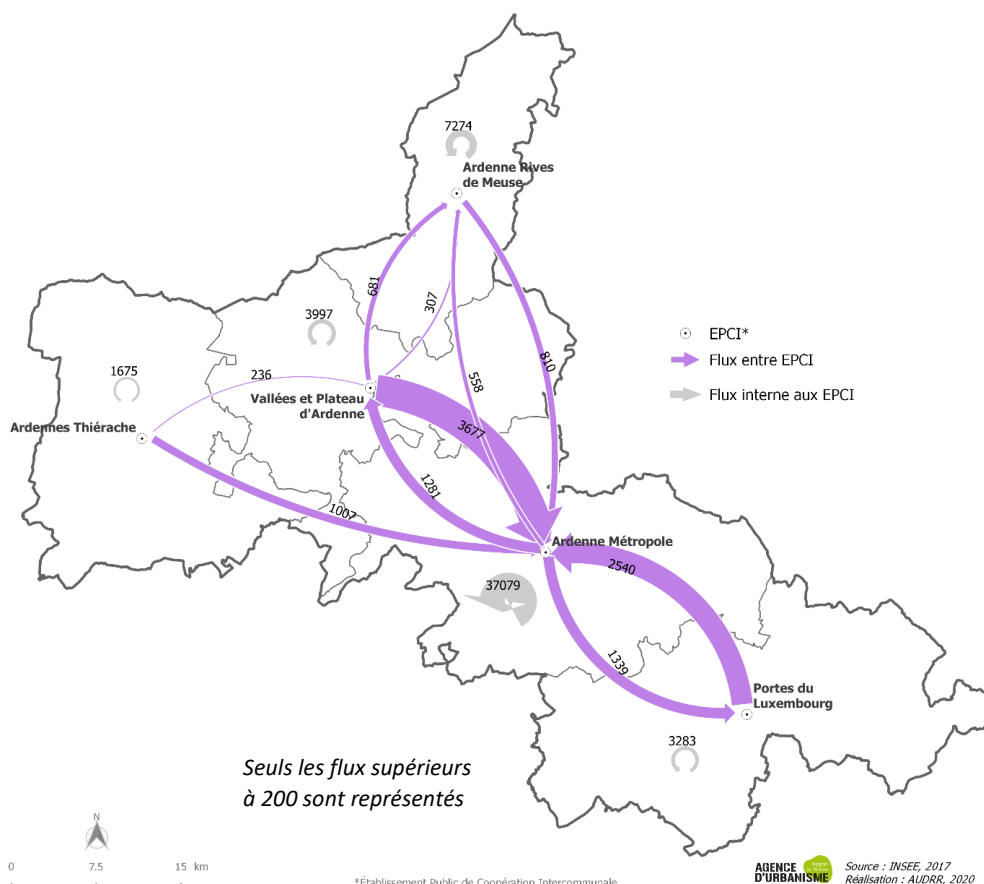 7274
Ardenne Rives
de Meuse
681
307
3997
810
EPCI*
Flux entre EPCI
558
1675
236
Flux interne aux EPCI
Vallées et Plateau
d'Ardenne
Ardennes Thiérache
3677
1281
1007
Ardenne Métropole
2540
37079
1339
Portes du
Luxembourg
3283
Seuls les flux supérieurs
à 200 sont représentés
N
0 7.5 15 km
*Établissement Public de Coopération Intercommunale
AGENCE
D'URBANISME
Source : INSEE, 2017
Réalisation : AUDRR, 2020